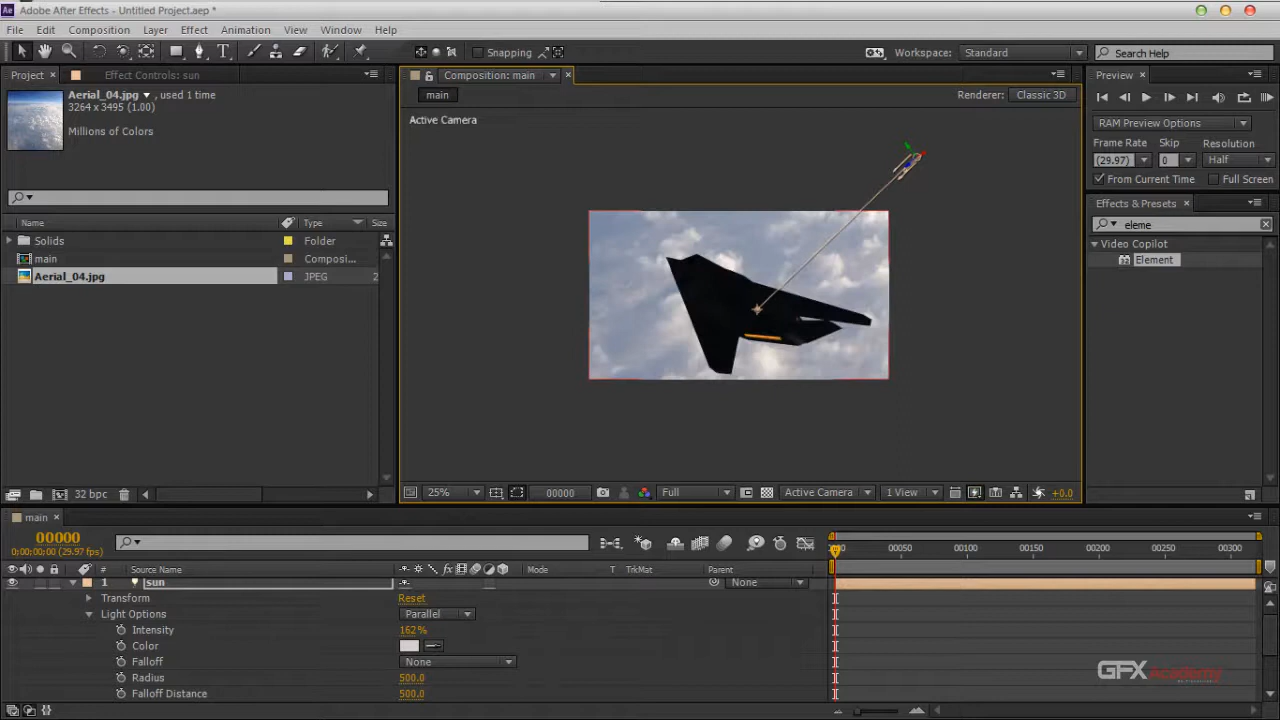 Ae Adobe After Effects - Untitled Project.aep *
File Edit Composition Layer Effect Animation View Window Help
Snapping Workspace: Standard Search Help
Project Effect Controls: sun
Composition: main
Preview
Aerial_04.jpg , used 1 time
3264 x 3495 (1.00)
Millions of Colors
main
Renderer: Classic 3D
Active Camera
RAM Preview Options
Frame Rate Skip Resolution
(29.97) 0 Half
From Current Time Full Screen
Effects & Presets
eleme
Video Copilot
Element
Name Type Size
Solids Folder
main Composi...
Aerial_04.jpg JPEG 2
32 bpc
25% 00000 Full Active Camera 1 View +0.0
main
00000
0;00;00;00 (29.97 fps)
00050 00100 00150 00200 00250 00300
# Source Name Mode T TrkMat Parent
1 sun None
Transform Reset
Light Options Parallel
Intensity 162%
Color
Falloff None
Radius 500.0
Falloff Distance 500.0
GFX Academy